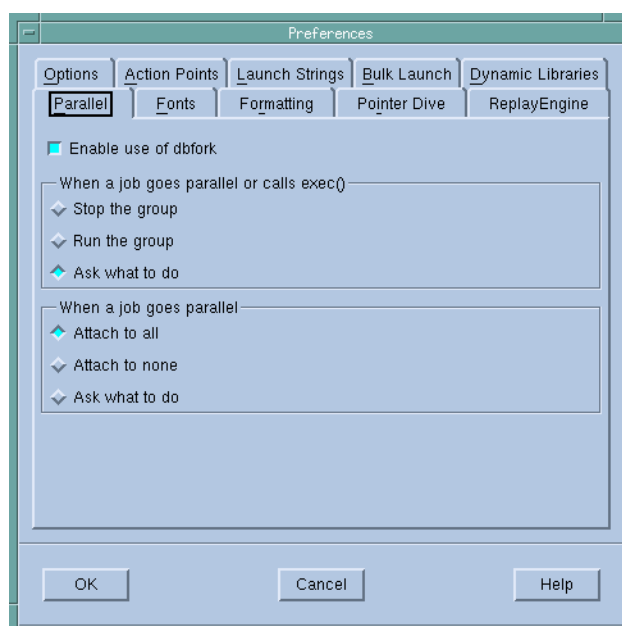 Preferences
Options Action Points Launch Strings Bulk Launch Dynamic Libraries
Parallel Fonts Formatting Pointer Dive ReplayEngine
Enable use of dbfork
When a job goes parallel or calls exec()
Stop the group
Run the group
Ask what to do
When a job goes parallel
Attach to all
Attach to none
Ask what to do
OK Cancel Help